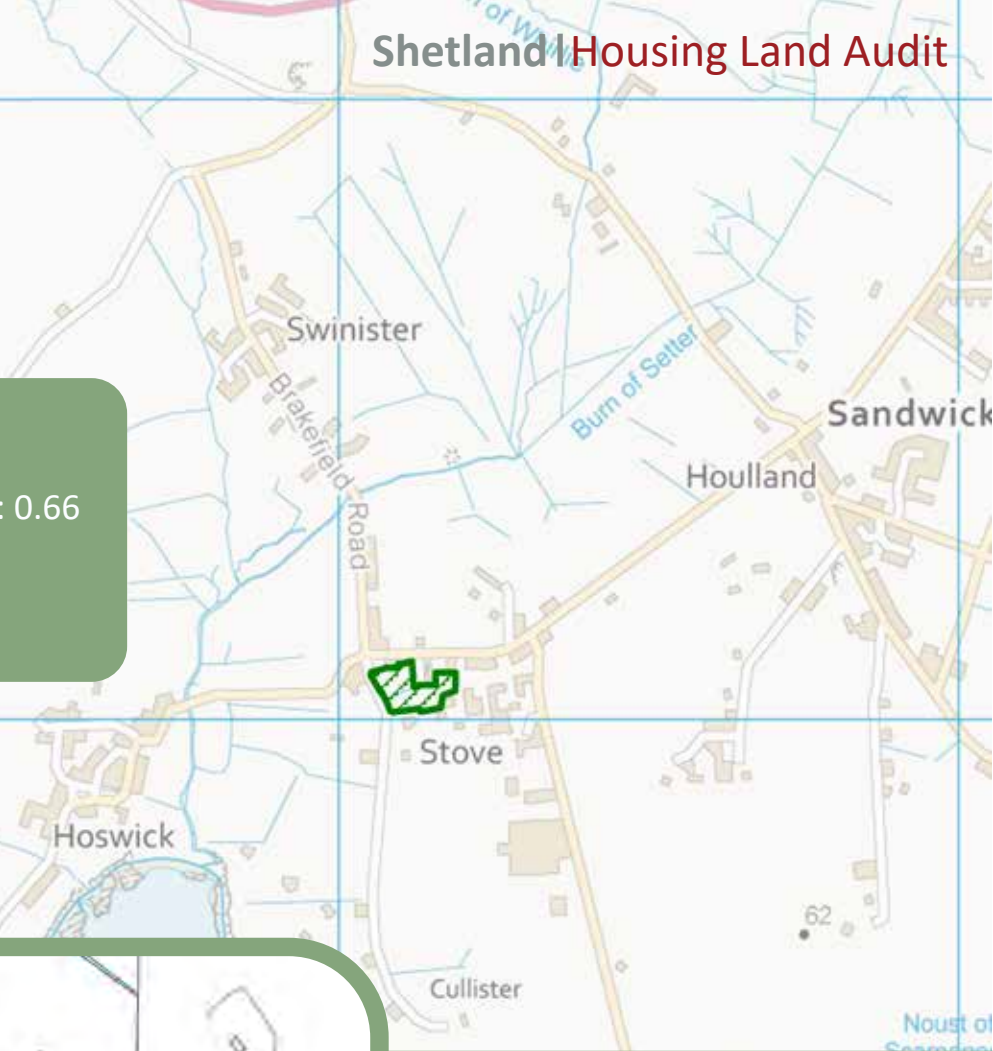 Shetland|Housing Land Audit
Swinister
Burn of Setter
Brakefield Road
Sandwick
Houlland
: 0.66
Stove
Hoswick
62
Cullister
Noust of